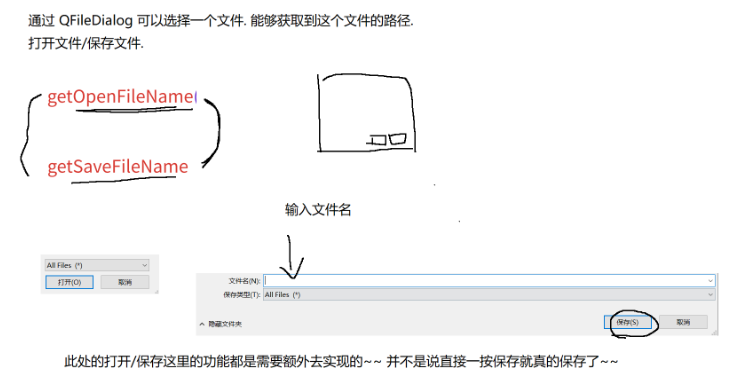 通过 QFileDialog 可以选择一个文件. 能够获取到这个文件的路径.
打开文件/保存文件.
getOpenFileName(
getSaveFileName
输入文件名
All Files (*)
打开(O) 取消
文件名(N):
保存类型(T): All Files (*)
隐藏文件夹 保存(S) 取消
此处的打开/保存这里的功能都是需要额外去实现的~~ 并不是说直接一按保存就真的保存了~~